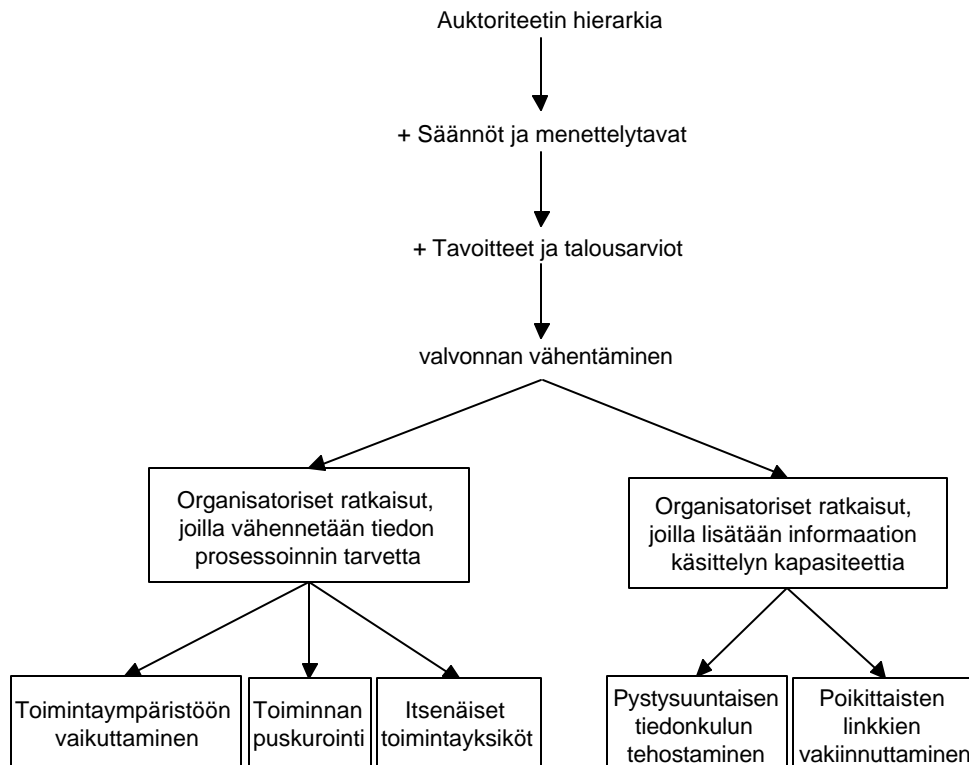 Auktoriteetin hierarkia
+ Säännöt ja menettelytavat
+ Tavoitteet ja talousarviot
valvonnan vähentäminen
Organisatoriset ratkaisut,
joilla vähennetään tiedon
prosessoinnin tarvetta
Organisatoriset ratkaisut,
joilla lisätään informaation
käsittelyn kapasiteettia
Toimintaympäristöön
vaikuttaminen
Toiminnan
puskurointi
Itsenäiset
toimintayksiköt
Pystysuuntaisen
tiedonkulun
tehostaminen
Poikittaisten
linkkien
vakiinnuttaminen